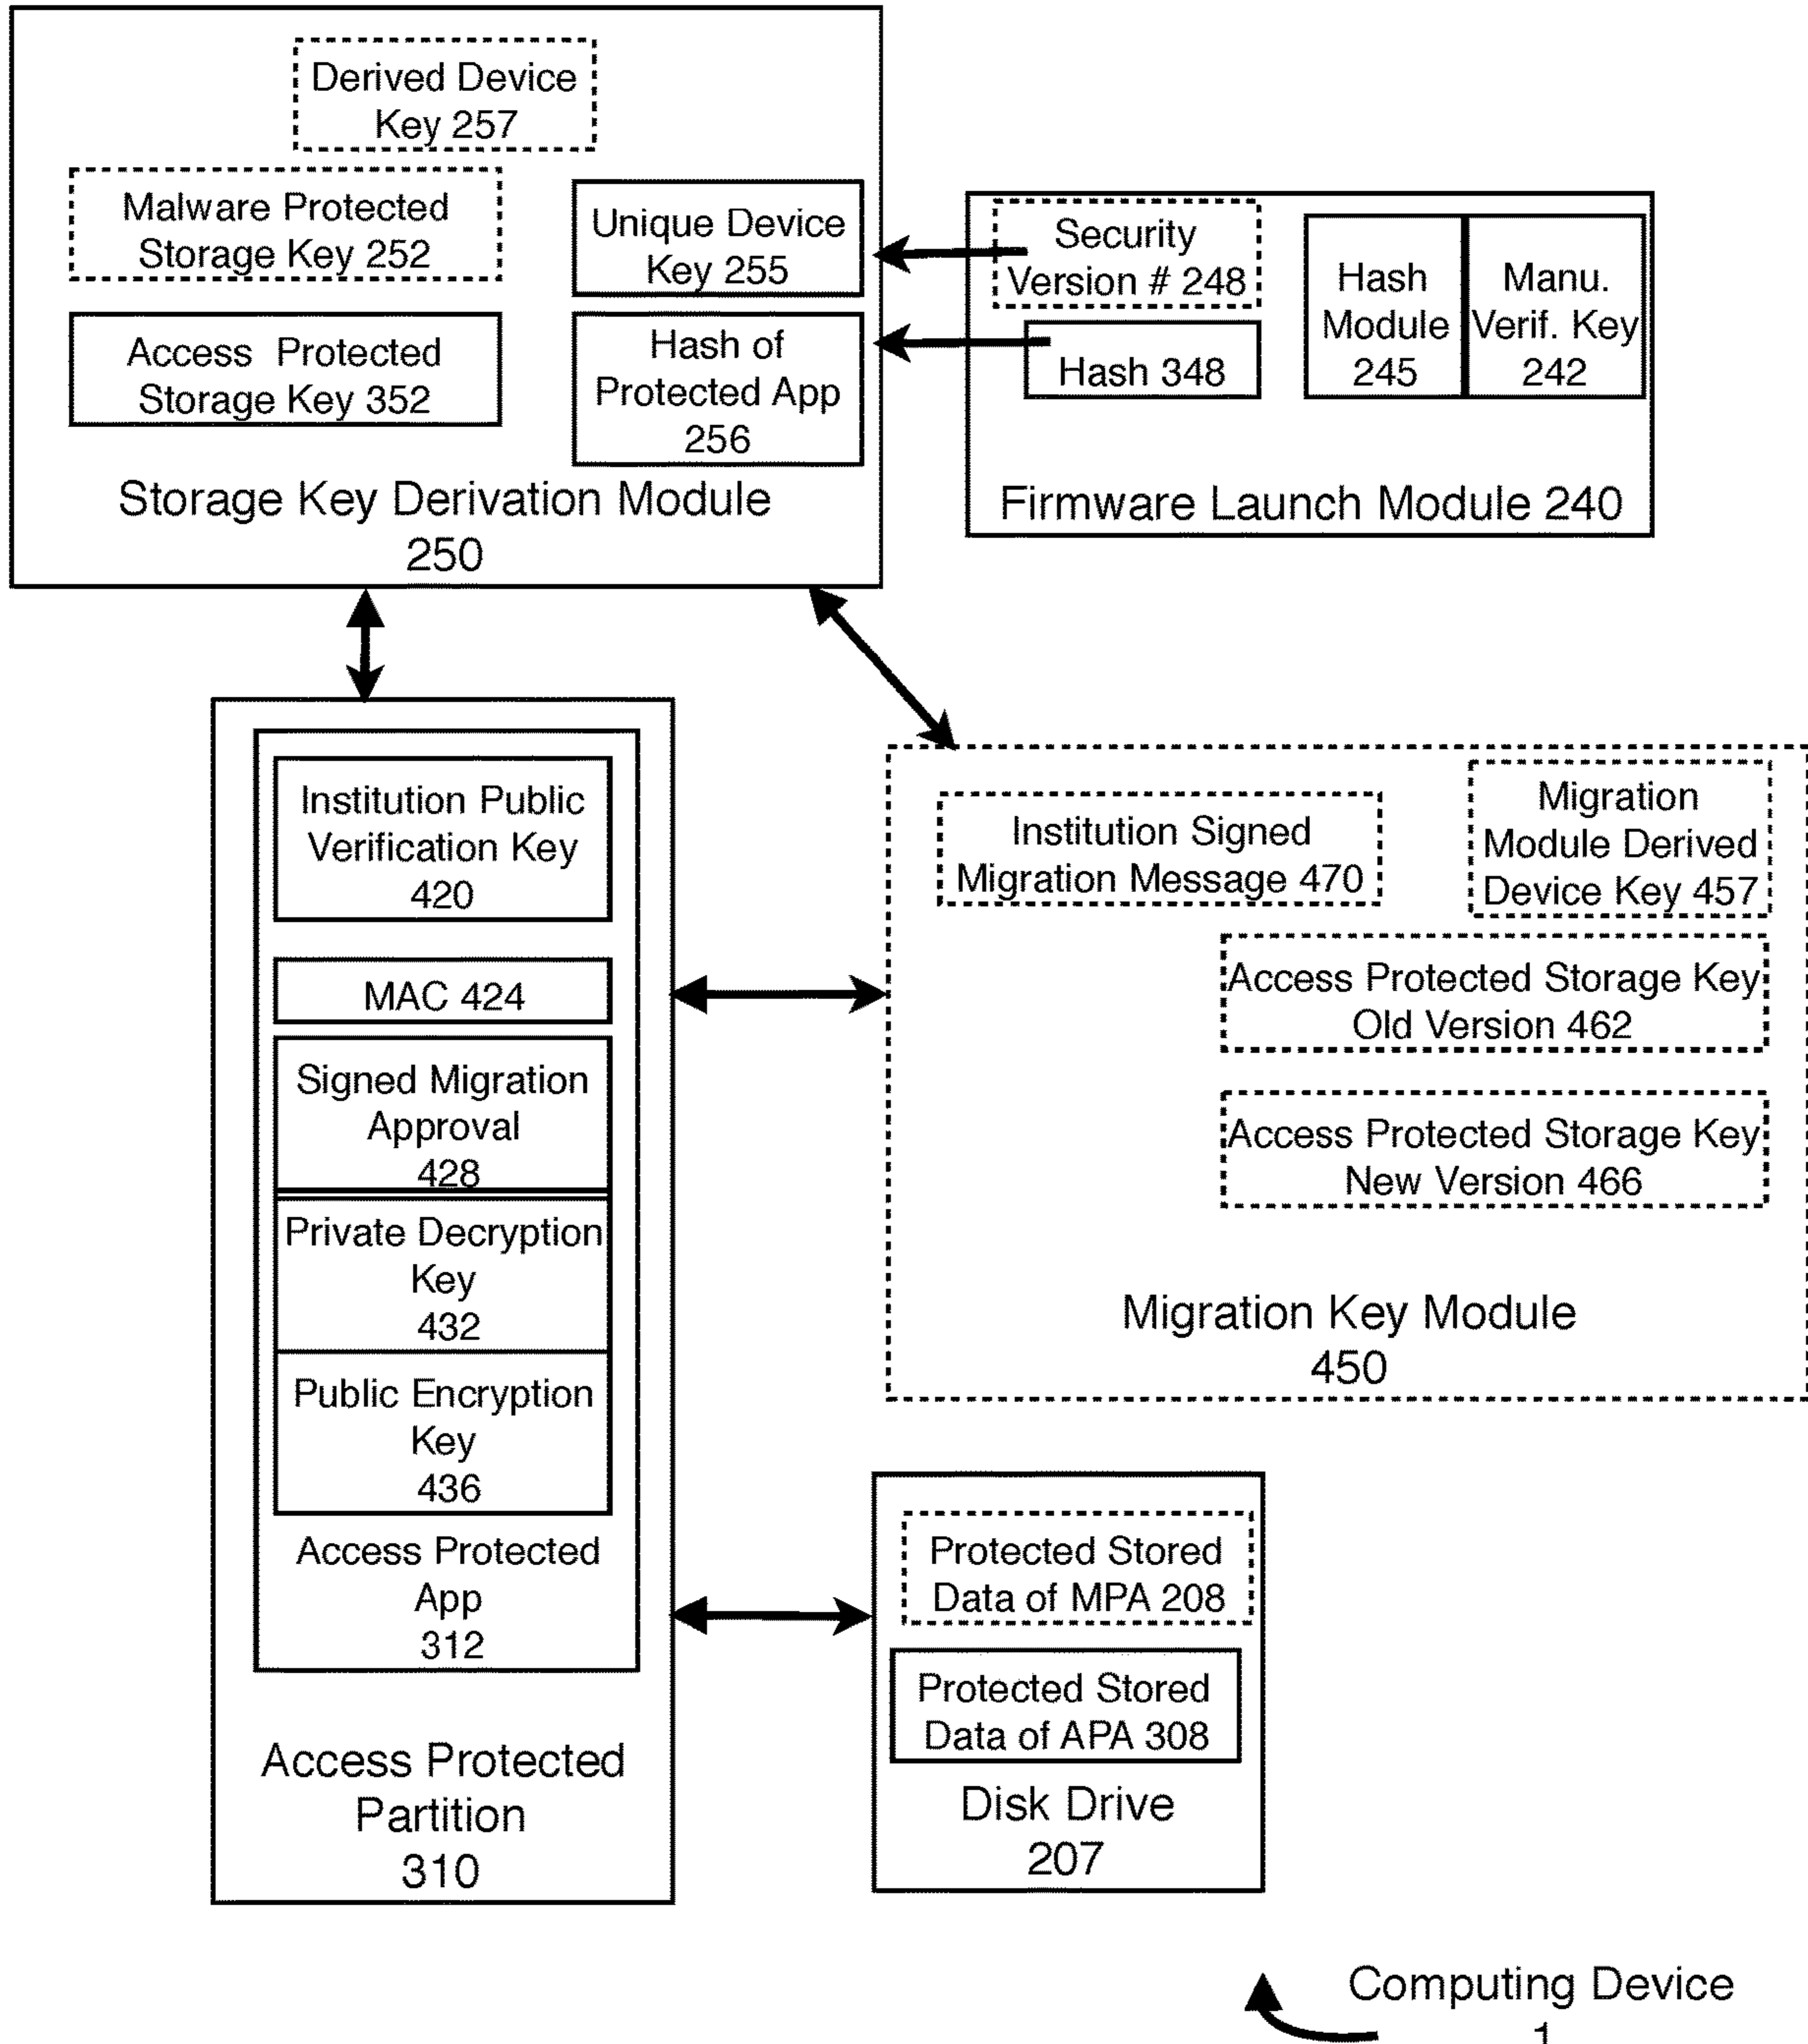 Derived Device
Key 257
Malware Protected
Storage Key 252
Unique Device
Key 255
Access Protected
Storage Key 352
Hash of
Protected App
256
Storage Key Derivation Module
250
Security
Version # 248
Hash 348
Hash
Module
245
Manu.
Verif. Key
242
Firmware Launch Module 240
Institution Public
Verification Key
420
MAC 424
Signed Migration
Approval
428
Private Decryption
Key
432
Public Encryption
Key
436
Access Protected
App
312
Access Protected
Partition
310
Institution Signed
Migration Message 470
Migration
Module Derived
Device Key 457
Access Protected Storage Key
Old Version 462
Access Protected Storage Key
New Version 466
Migration Key Module
450
Protected Stored
Data of MPA 208
Protected Stored
Data of APA 308
Disk Drive
207
Computing Device
1